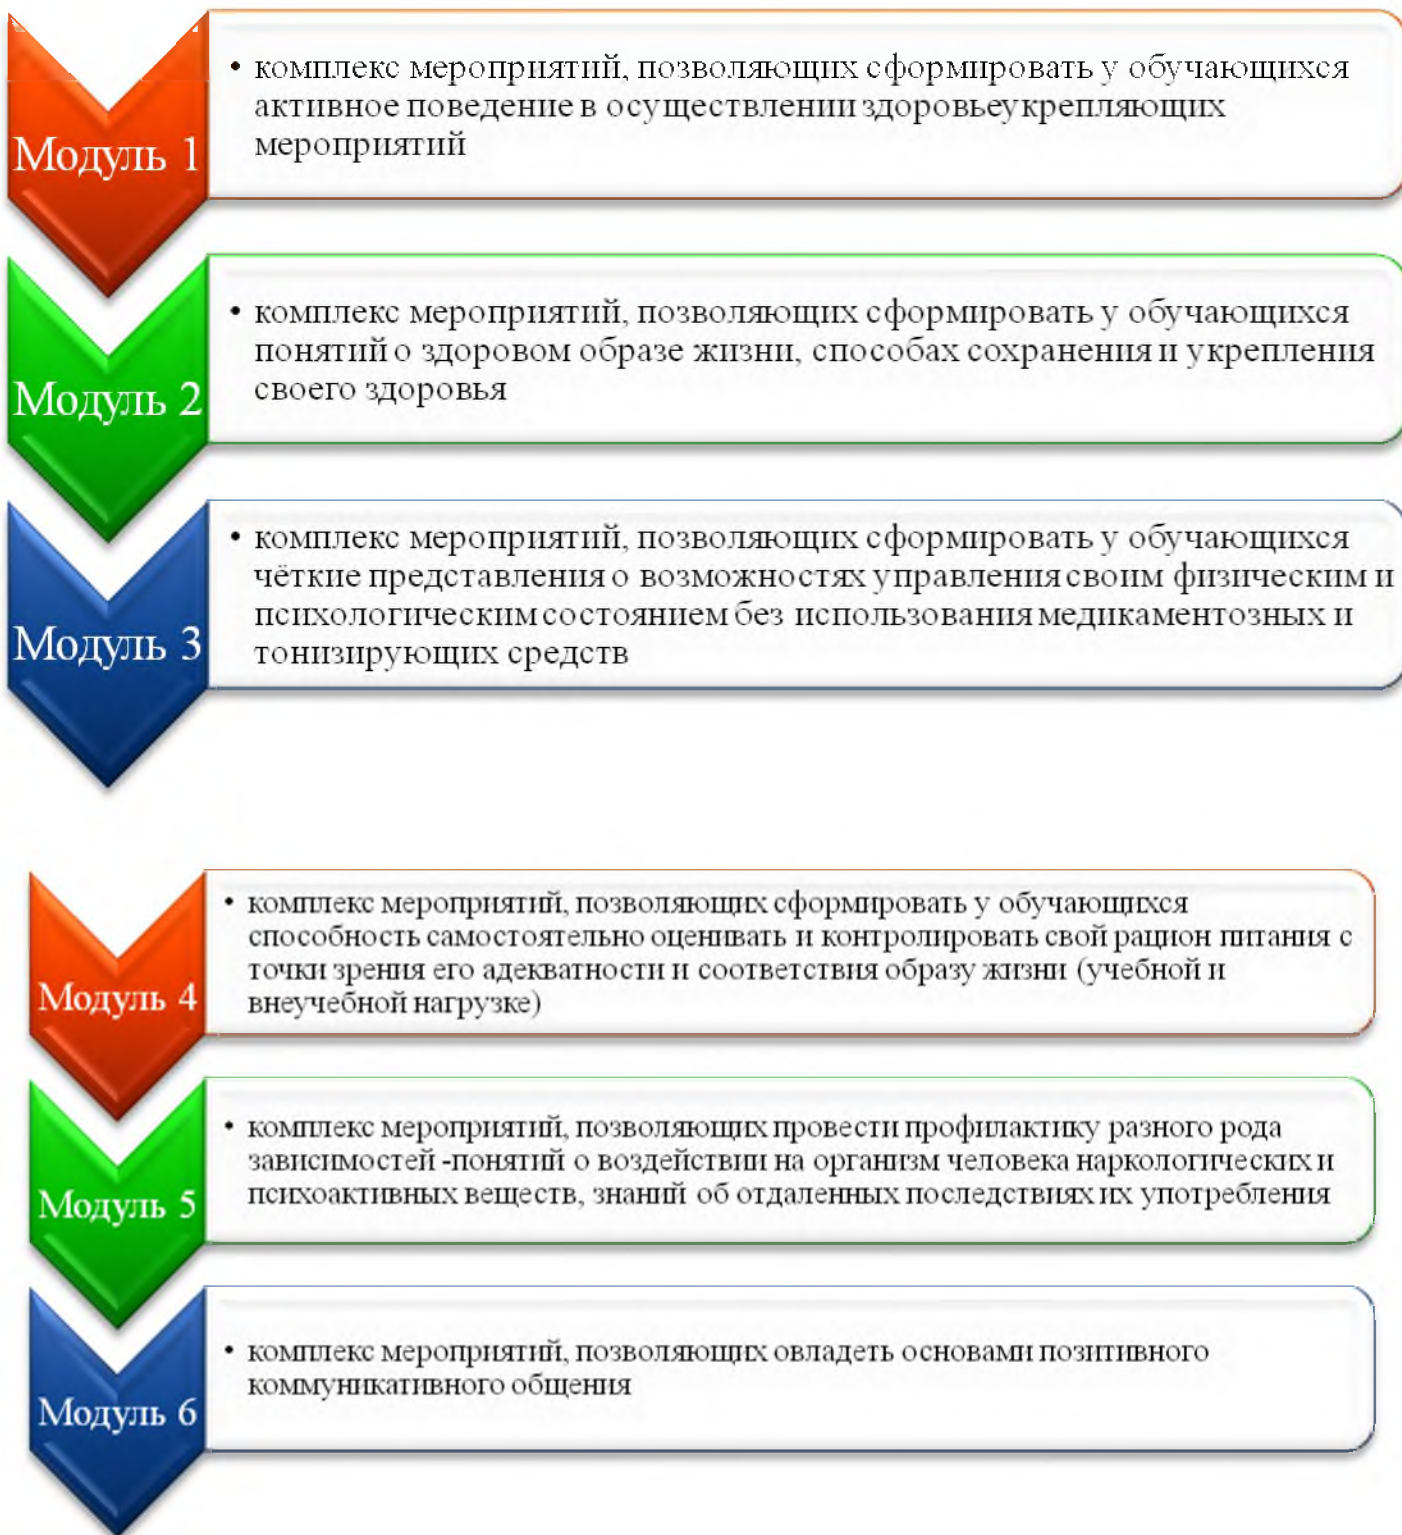 Модуль 1
• комплекс мероприятий, позволяющих сформировать у обучающихся
активное поведение в осуществлении здоровьеукрепляющих
мероприятий
Модуль 2
• комплекс мероприятий, позволяющих сформировать у обучающихся
понятий о здоровом образе жизни, способах сохранения и укрепления
своего здоровья
Модуль 3
• комплекс мероприятий, позволяющих сформировать у обучающихся
чёткие представления о возможностях управления своим физическим и
психологическим состоянием без использования медикаментозных и
тонизирующих средств
Модуль 4
• комплекс мероприятий, позволяющих сформировать у обучающихся
способность самостоятельно оценивать и контролировать свой рацион питания с
точки зрения его адекватности и соответствия образу жизни (учебной и
внеучебной нагрузке)
Модуль 5
• комплекс мероприятий, позволяющих провести профилактику разного рода
зависимостей -понятий о воздействии на организм человека наркологических и
психоактивных веществ, знаний об отдаленных последствиях их употребления
Модуль 6
• комплекс мероприятий, позволяющих овладеть основами позитивного
коммуникативного общения